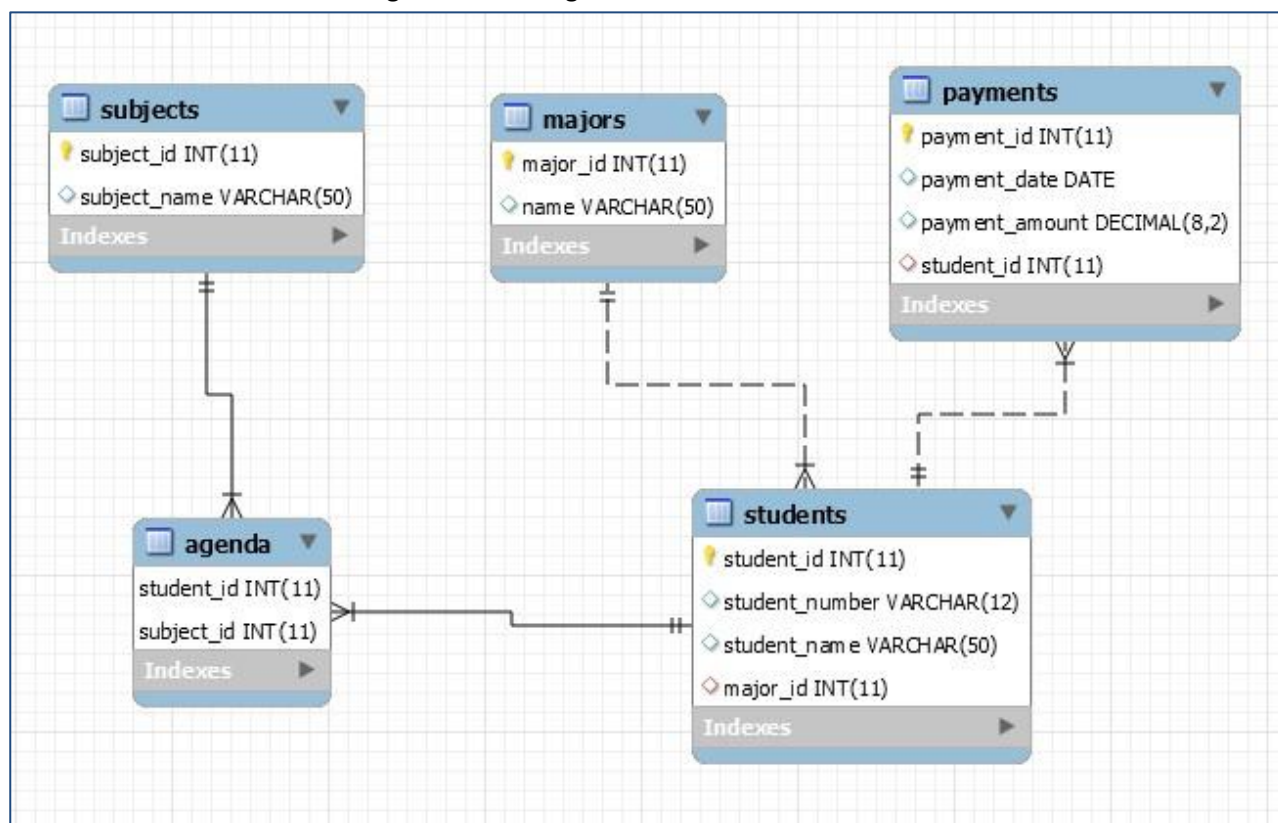 subjects
subject_id INT(11)
subject_name VARCHAR(50)
Indexes
majors
major_id INT(11)
name VARCHAR(50)
Indexes
payments
payment_id INT(11)
payment_date DATE
payment_amount DECIMAL(8,2)
student_id INT(11)
Indexes
agenda
student_id INT(11)
subject_id INT(11)
Indexes
students
student_id INT(11)
student_number VARCHAR(12)
student_name VARCHAR(50)
major_id INT(11)
Indexes